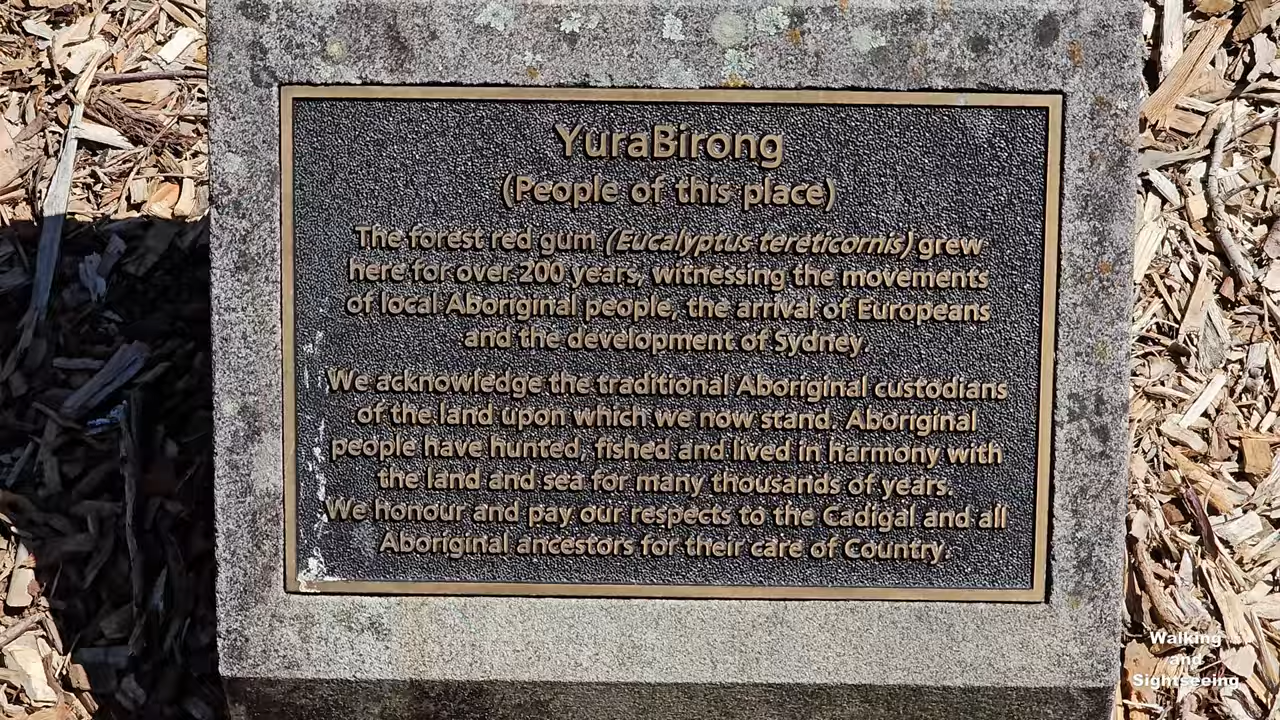 YuraBirong
(People of this place)
The forest red gum (Eucalyptus tereticornis) grew
here for over 200 years, witnessing the movements
of local Aboriginal people, the arrival of Europeans
and the development of Sydney.
We acknowledge the traditional Aboriginal custodians
of the land upon which we now stand. Aboriginal
people have hunted, fished and lived in harmony with
the land and sea for many thousands of years.
We honour and pay our respects to the Cadigal and all
Aboriginal ancestors for their care of Country.
Walking
and
Sightseeing